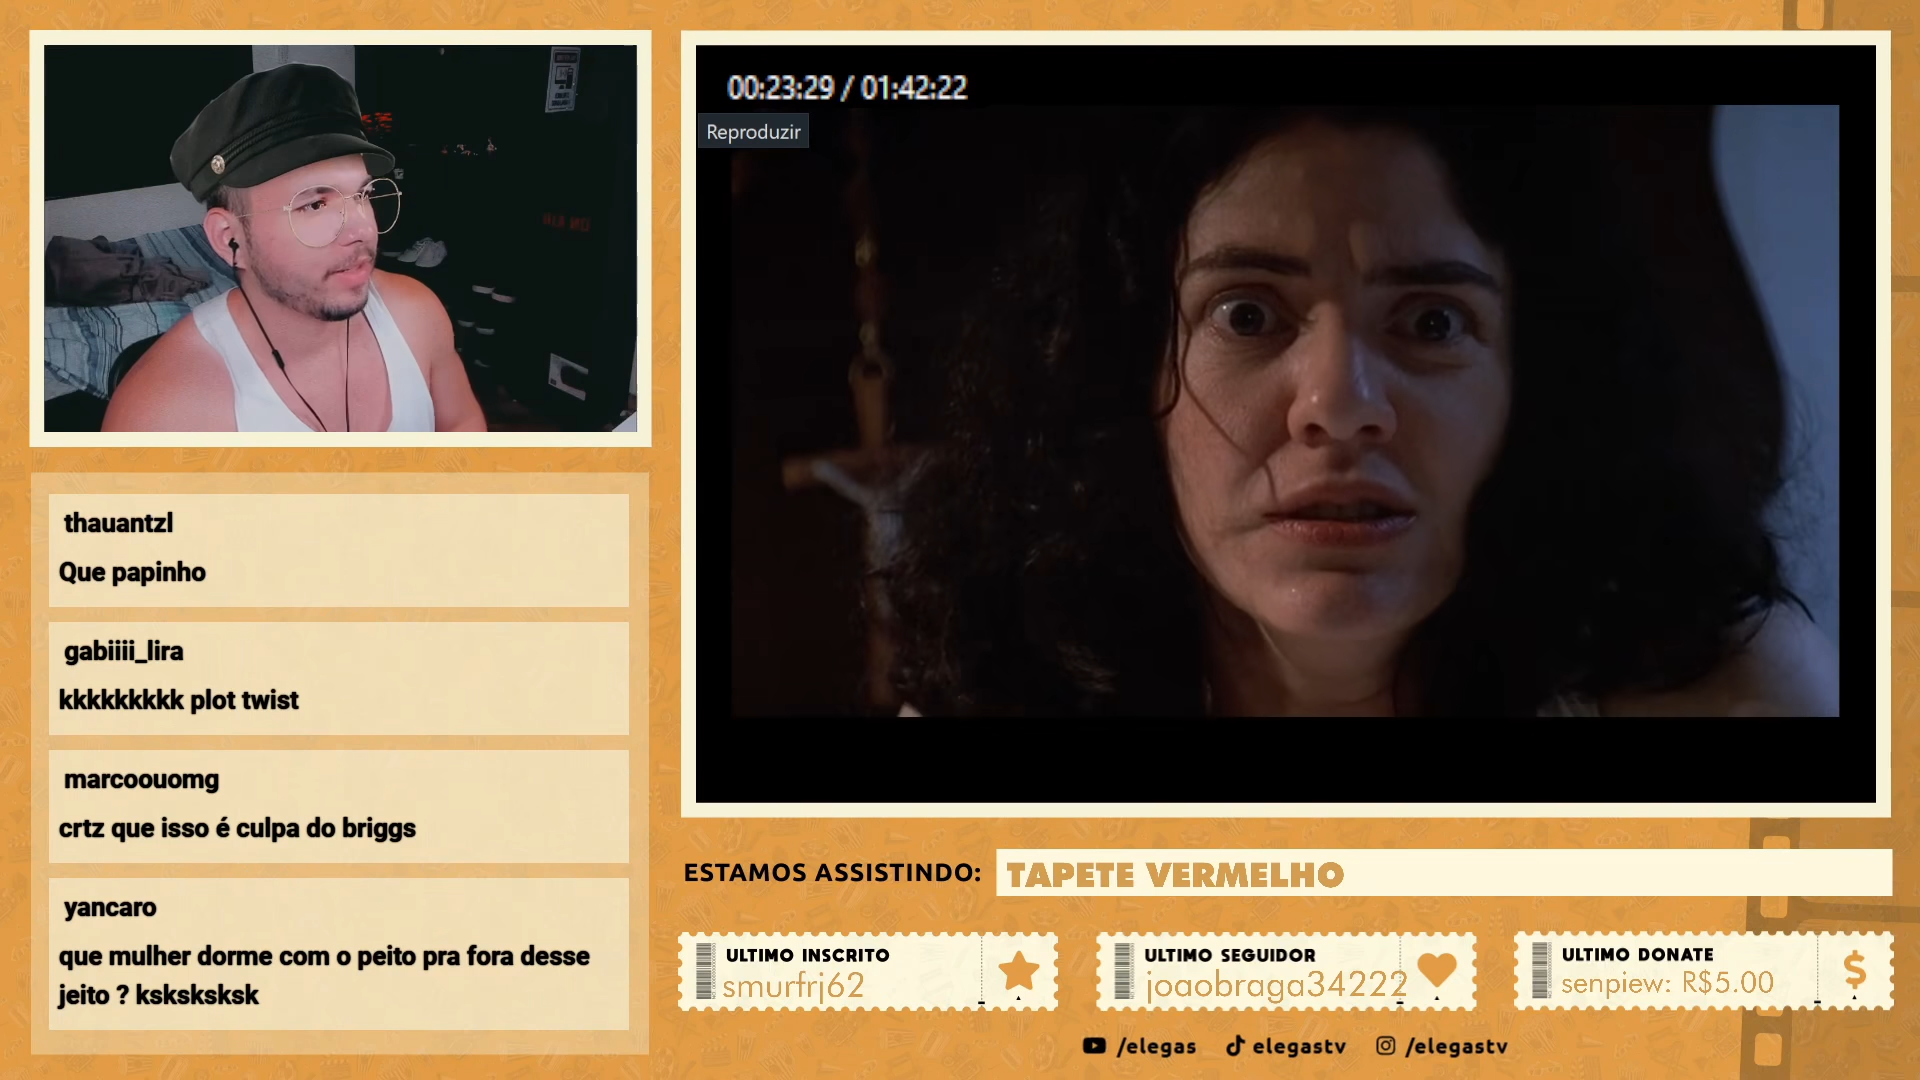 00:23:29 / 01:42:22
Reproduzir
thauantzl
Que papinho
gabiiii_lira
kkkkkkkkk plot twist
marcoouomg
crtz que isso é culpa do briggs
yancaro
que mulher dorme com o peito pra fora desse
jeito ? ksksksksk
ESTAMOS ASSISTINDO: TAPETE VERMELHO
ULTIMO INSCRITO
smurfrj62
ULTIMO SEGUIDOR
joaobraga34222
ULTIMO DONATE
senpiew: R$5.00
/elegas elegastv /elegastv